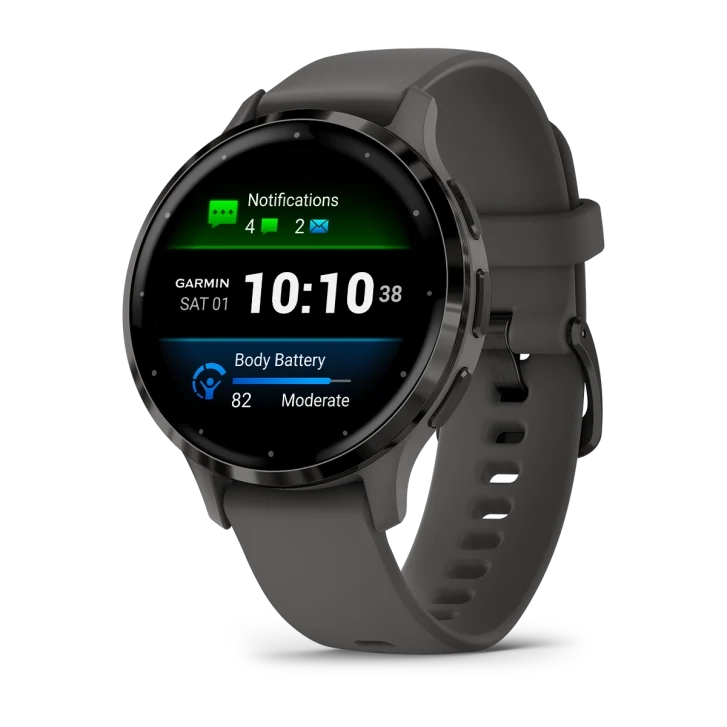 Notifications
4 2
GARMIN
SAT 01
10:10 38
Body Battery
82 Moderate